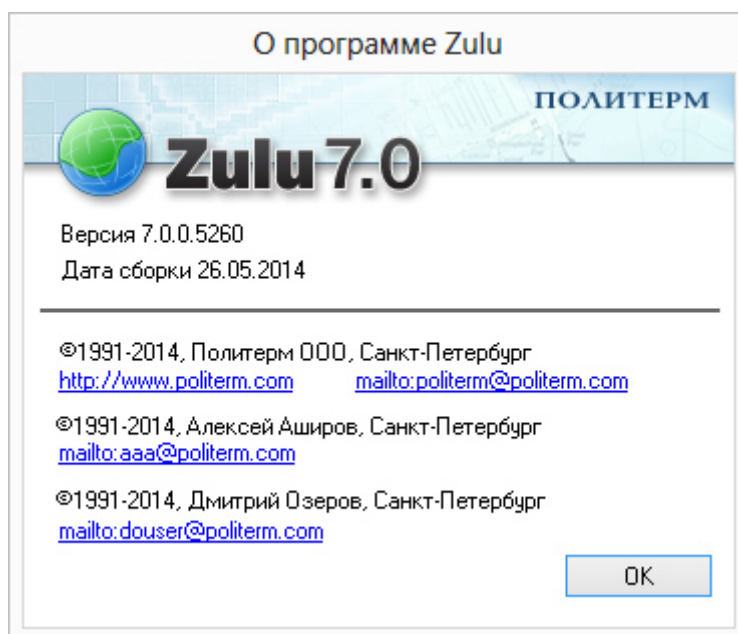 О программе Zulu
ПОЛИТЕРМ
Zulu 7.0
Версия 7.0.0.5260
Дата сборки 26.05.2014
©1991-2014, Политерм ООО, Санкт-Петербург
http://www.politerm.com mailto:politerm@politerm.com
©1991-2014, Алексей Аширов, Санкт-Петербург
mailto:aaa@politerm.com
©1991-2014, Дмитрий Озеров, Санкт-Петербург
mailto:douser@politerm.com
OK